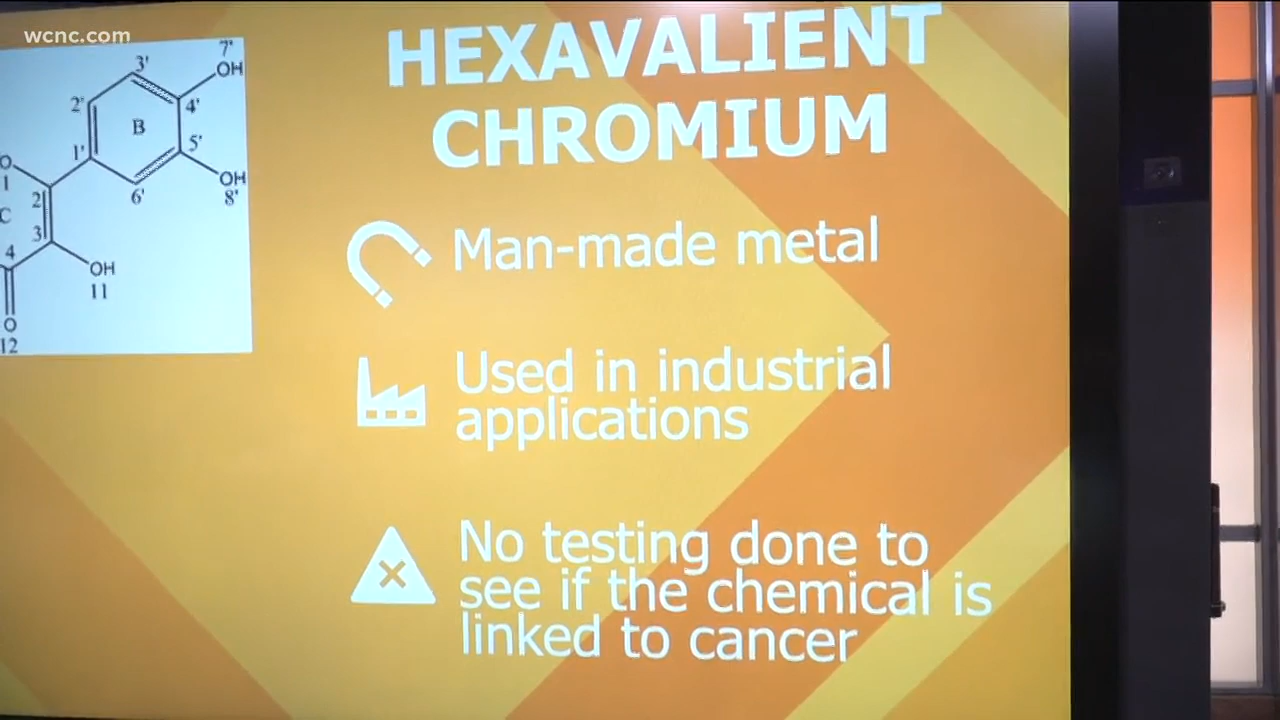 wcnc.com
HEXAVALIENT
CHROMIUM
Man-made metal
Used in industrial
applications
No testing done to
see if the chemical is
linked to cancer
7'
3'
OH
2'
4'
B
1'
5'
O
OH
1
2
6'
8'
C
3
4
OH
11
O
12